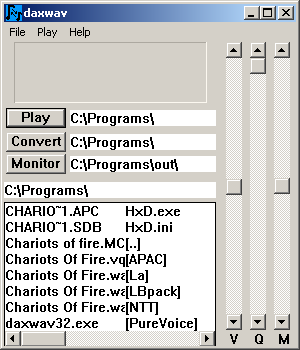 daxwav
File Play Help
Play C:\Programs\
Convert C:\Programs\
Monitor C:\Programs\out\
C:\Programs\
CHARIO~1.APC HxD.exe
CHARIO~1.SDB HxD.ini
Chariots of fire.MC[..]
Chariots Of Fire.vq[APAC]
Chariots Of Fire.wa[La]
Chariots Of Fire.wa[LBpack]
Chariots Of Fire.wa[NTT]
daxwav32.exe [PureVoice]
V Q M